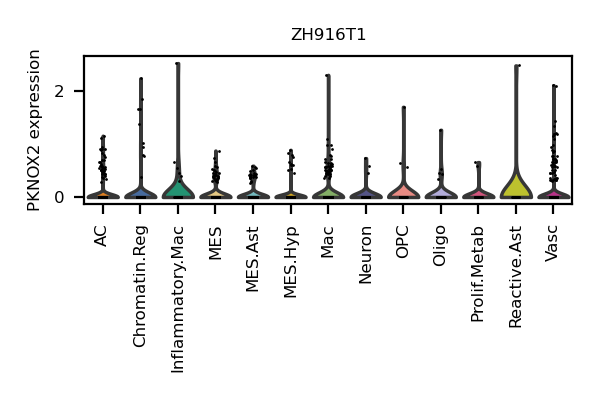 ZH916T1
PKNOX2 expression
2
0
AC
Chromatin.Reg
Inflammatory.Mac
MES
MES.Ast
MES.Hyp
Mac
Neuron
OPC
Oligo
Prolif.Metab
Reactive.Ast
Vasc